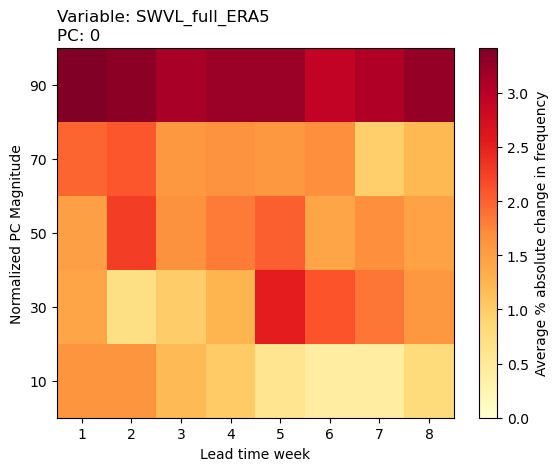 Variable: SWVL_full_ERA5
PC: 0
90
70
50
30
10
Normalized PC Magnitude
1 2 3 4 5 6 7 8
Lead time week
3.0
2.5
2.0
1.5
1.0
0.5
0.0
Average % absolute change in frequency